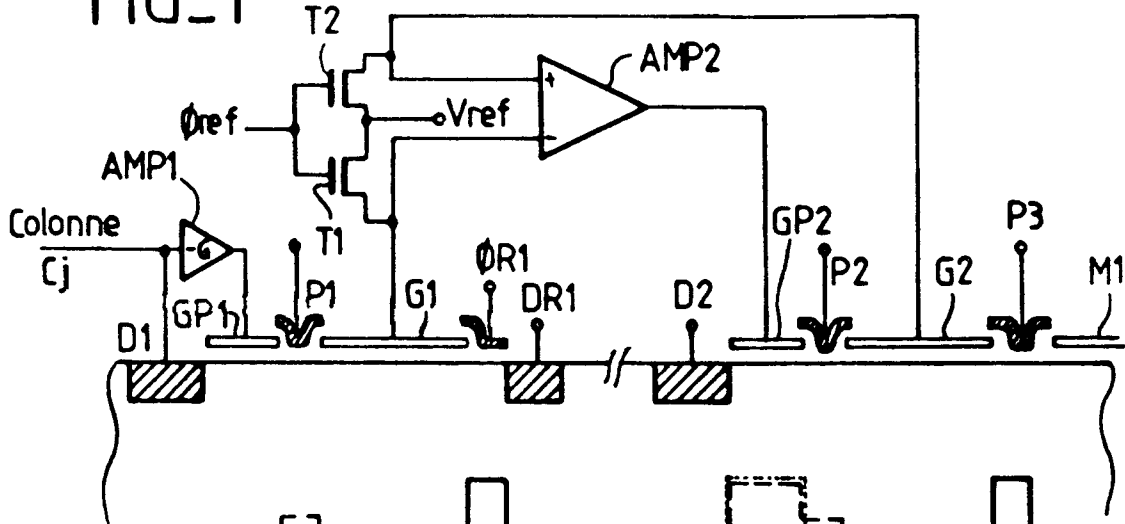 T2
AMP2
Øref
Vref
AMP1
Colonne
Cj
-G
T1
+
-
GP1
P1
G1
ØR1
DR1
D1
D2
GP2
P2
G2
P3
M1